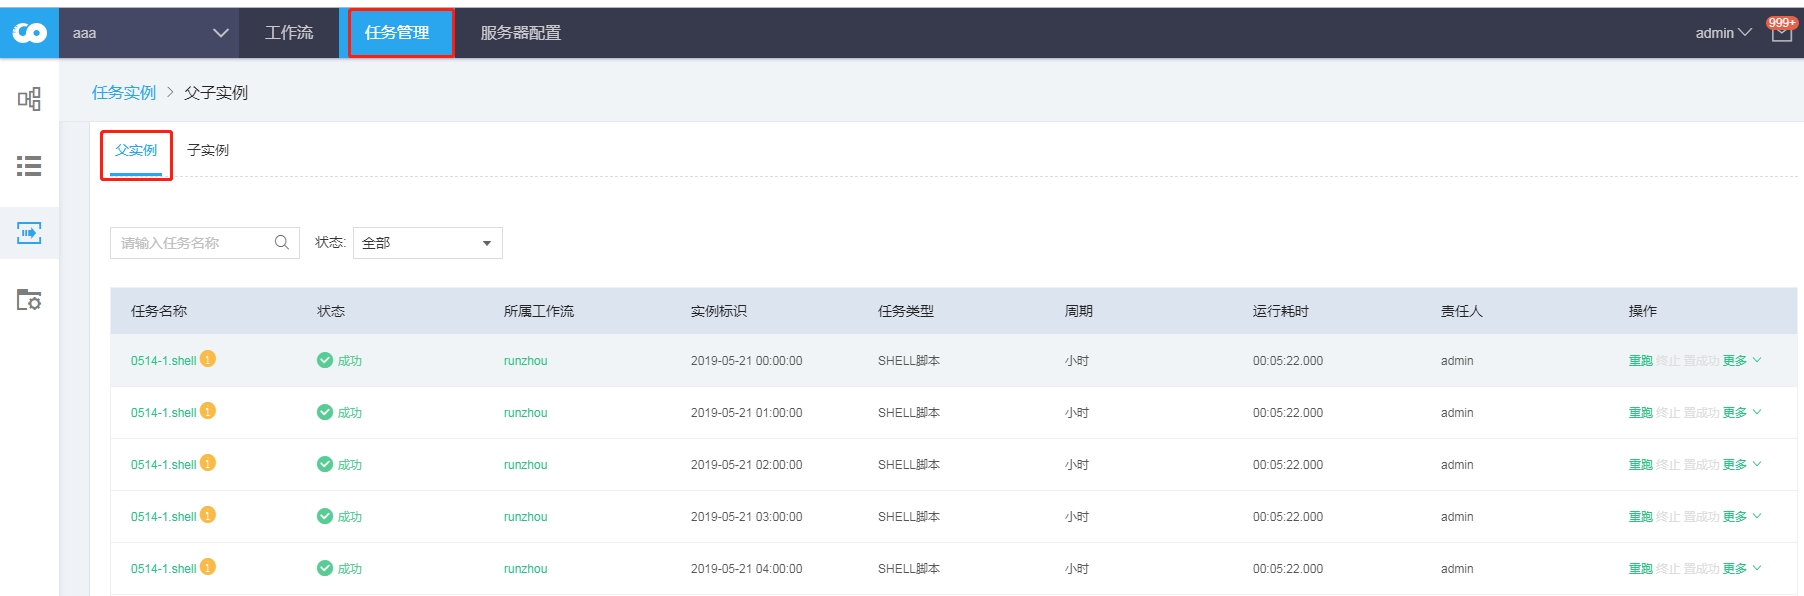 aaa 工作流 任务管理 服务器配置 admin 999+
任务实例 > 父子实例
父实例 子实例
请输入任务名称 状态: 全部
任务名称 状态 所属工作流 实例标识 任务类型 周期 运行耗时 责任人 操作
0514-1.shell 1 成功 runzhou 2019-05-21 00:00:00 SHELL脚本 小时 00:05:22.000 admin 重跑 终止 置成功 更多
0514-1.shell 1 成功 runzhou 2019-05-21 01:00:00 SHELL脚本 小时 00:05:22.000 admin 重跑 终止 置成功 更多
0514-1.shell 1 成功 runzhou 2019-05-21 02:00:00 SHELL脚本 小时 00:05:22.000 admin 重跑 终止 置成功 更多
0514-1.shell 1 成功 runzhou 2019-05-21 03:00:00 SHELL脚本 小时 00:05:22.000 admin 重跑 终止 置成功 更多
0514-1.shell 1 成功 runzhou 2019-05-21 04:00:00 SHELL脚本 小时 00:05:22.000 admin 重跑 终止 置成功 更多